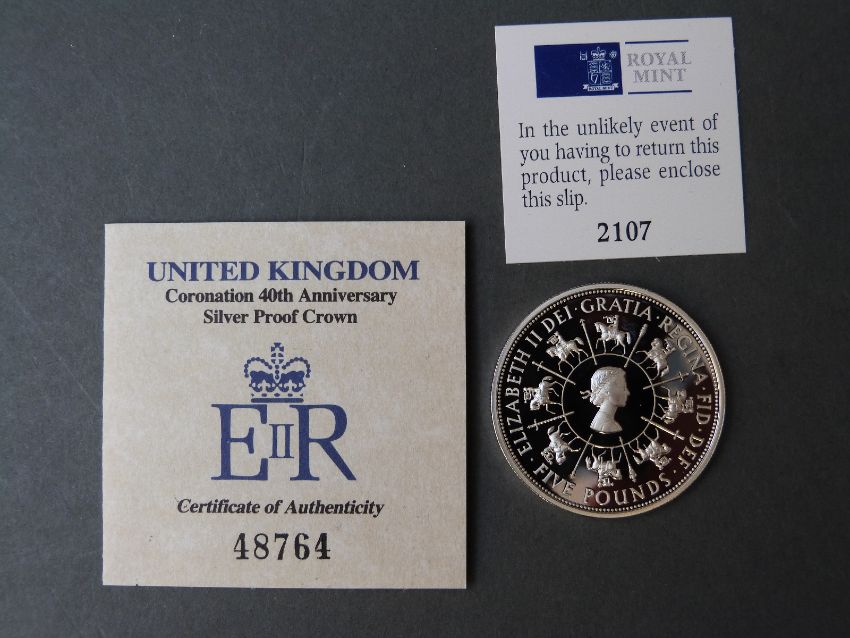 ROYAL
MINT
In the unlikely event of
you having to return this
product, please enclose
this slip.
2107
UNITED KINGDOM
Coronation 40th Anniversary
Silver Proof Crown
EIIR
Certificate of Authenticity
48764
ELIZABETH II DEI·GRATIA·REGINA·FID·DEF·
FIVE POUNDS